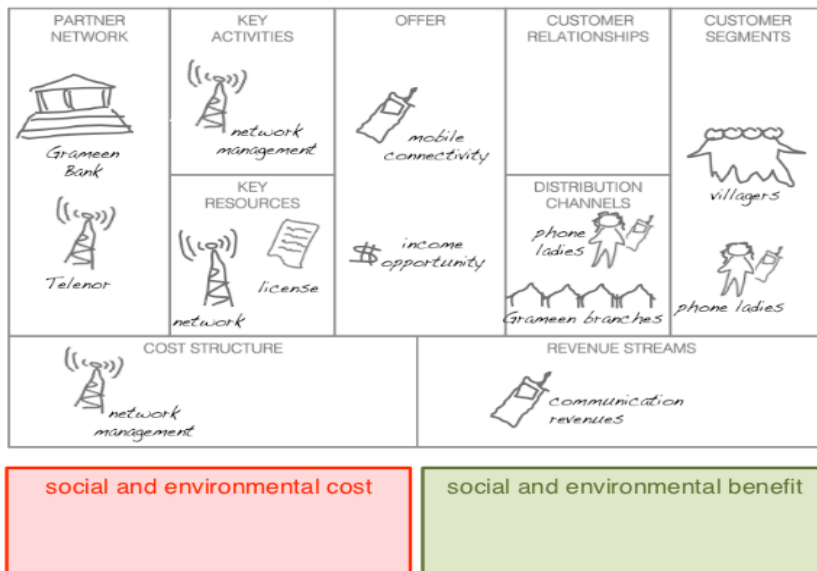 PARTNER
NETWORK
Grameen
Bank
Telenor
KEY
ACTIVITIES
network
management
KEY
RESOURCES
license
network
OFFER
mobile
connectivity
$ income
opportunity
CUSTOMER
RELATIONSHIPS
DISTRIBUTION
CHANNELS
phone
ladies
Grameen branches
CUSTOMER
SEGMENTS
villagers
phone ladies
COST STRUCTURE
network
management
REVENUE STREAMS
communication
revenues
social and environmental cost
social and environmental benefit